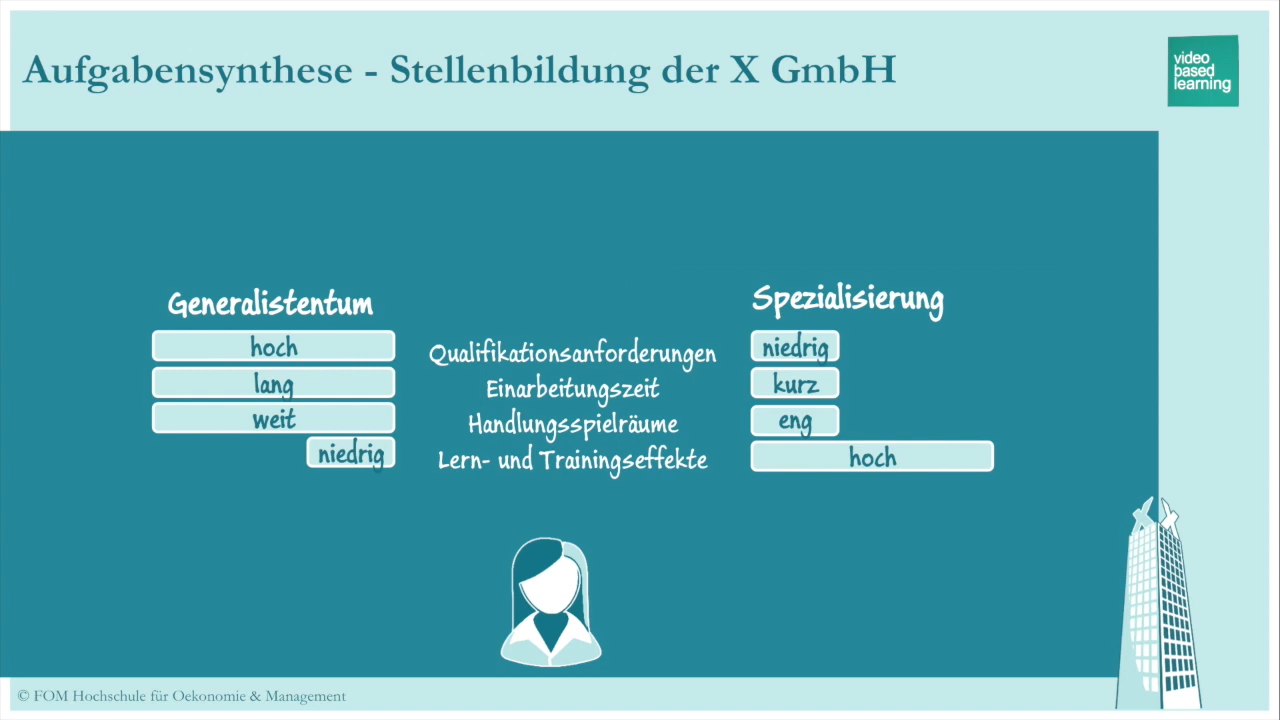 Aufgabensynthese - Stellenbildung der X GmbH
video
based
learning
Generalistentum
Spezialisierung
hoch Qualifikationsanforderungen niedrig
lang Einarbeitungszeit kurz
weit Handlungsspielräume eng
niedrig Lern- und Trainingseffekte hoch
© FOM Hochschule für Oekonomie & Management